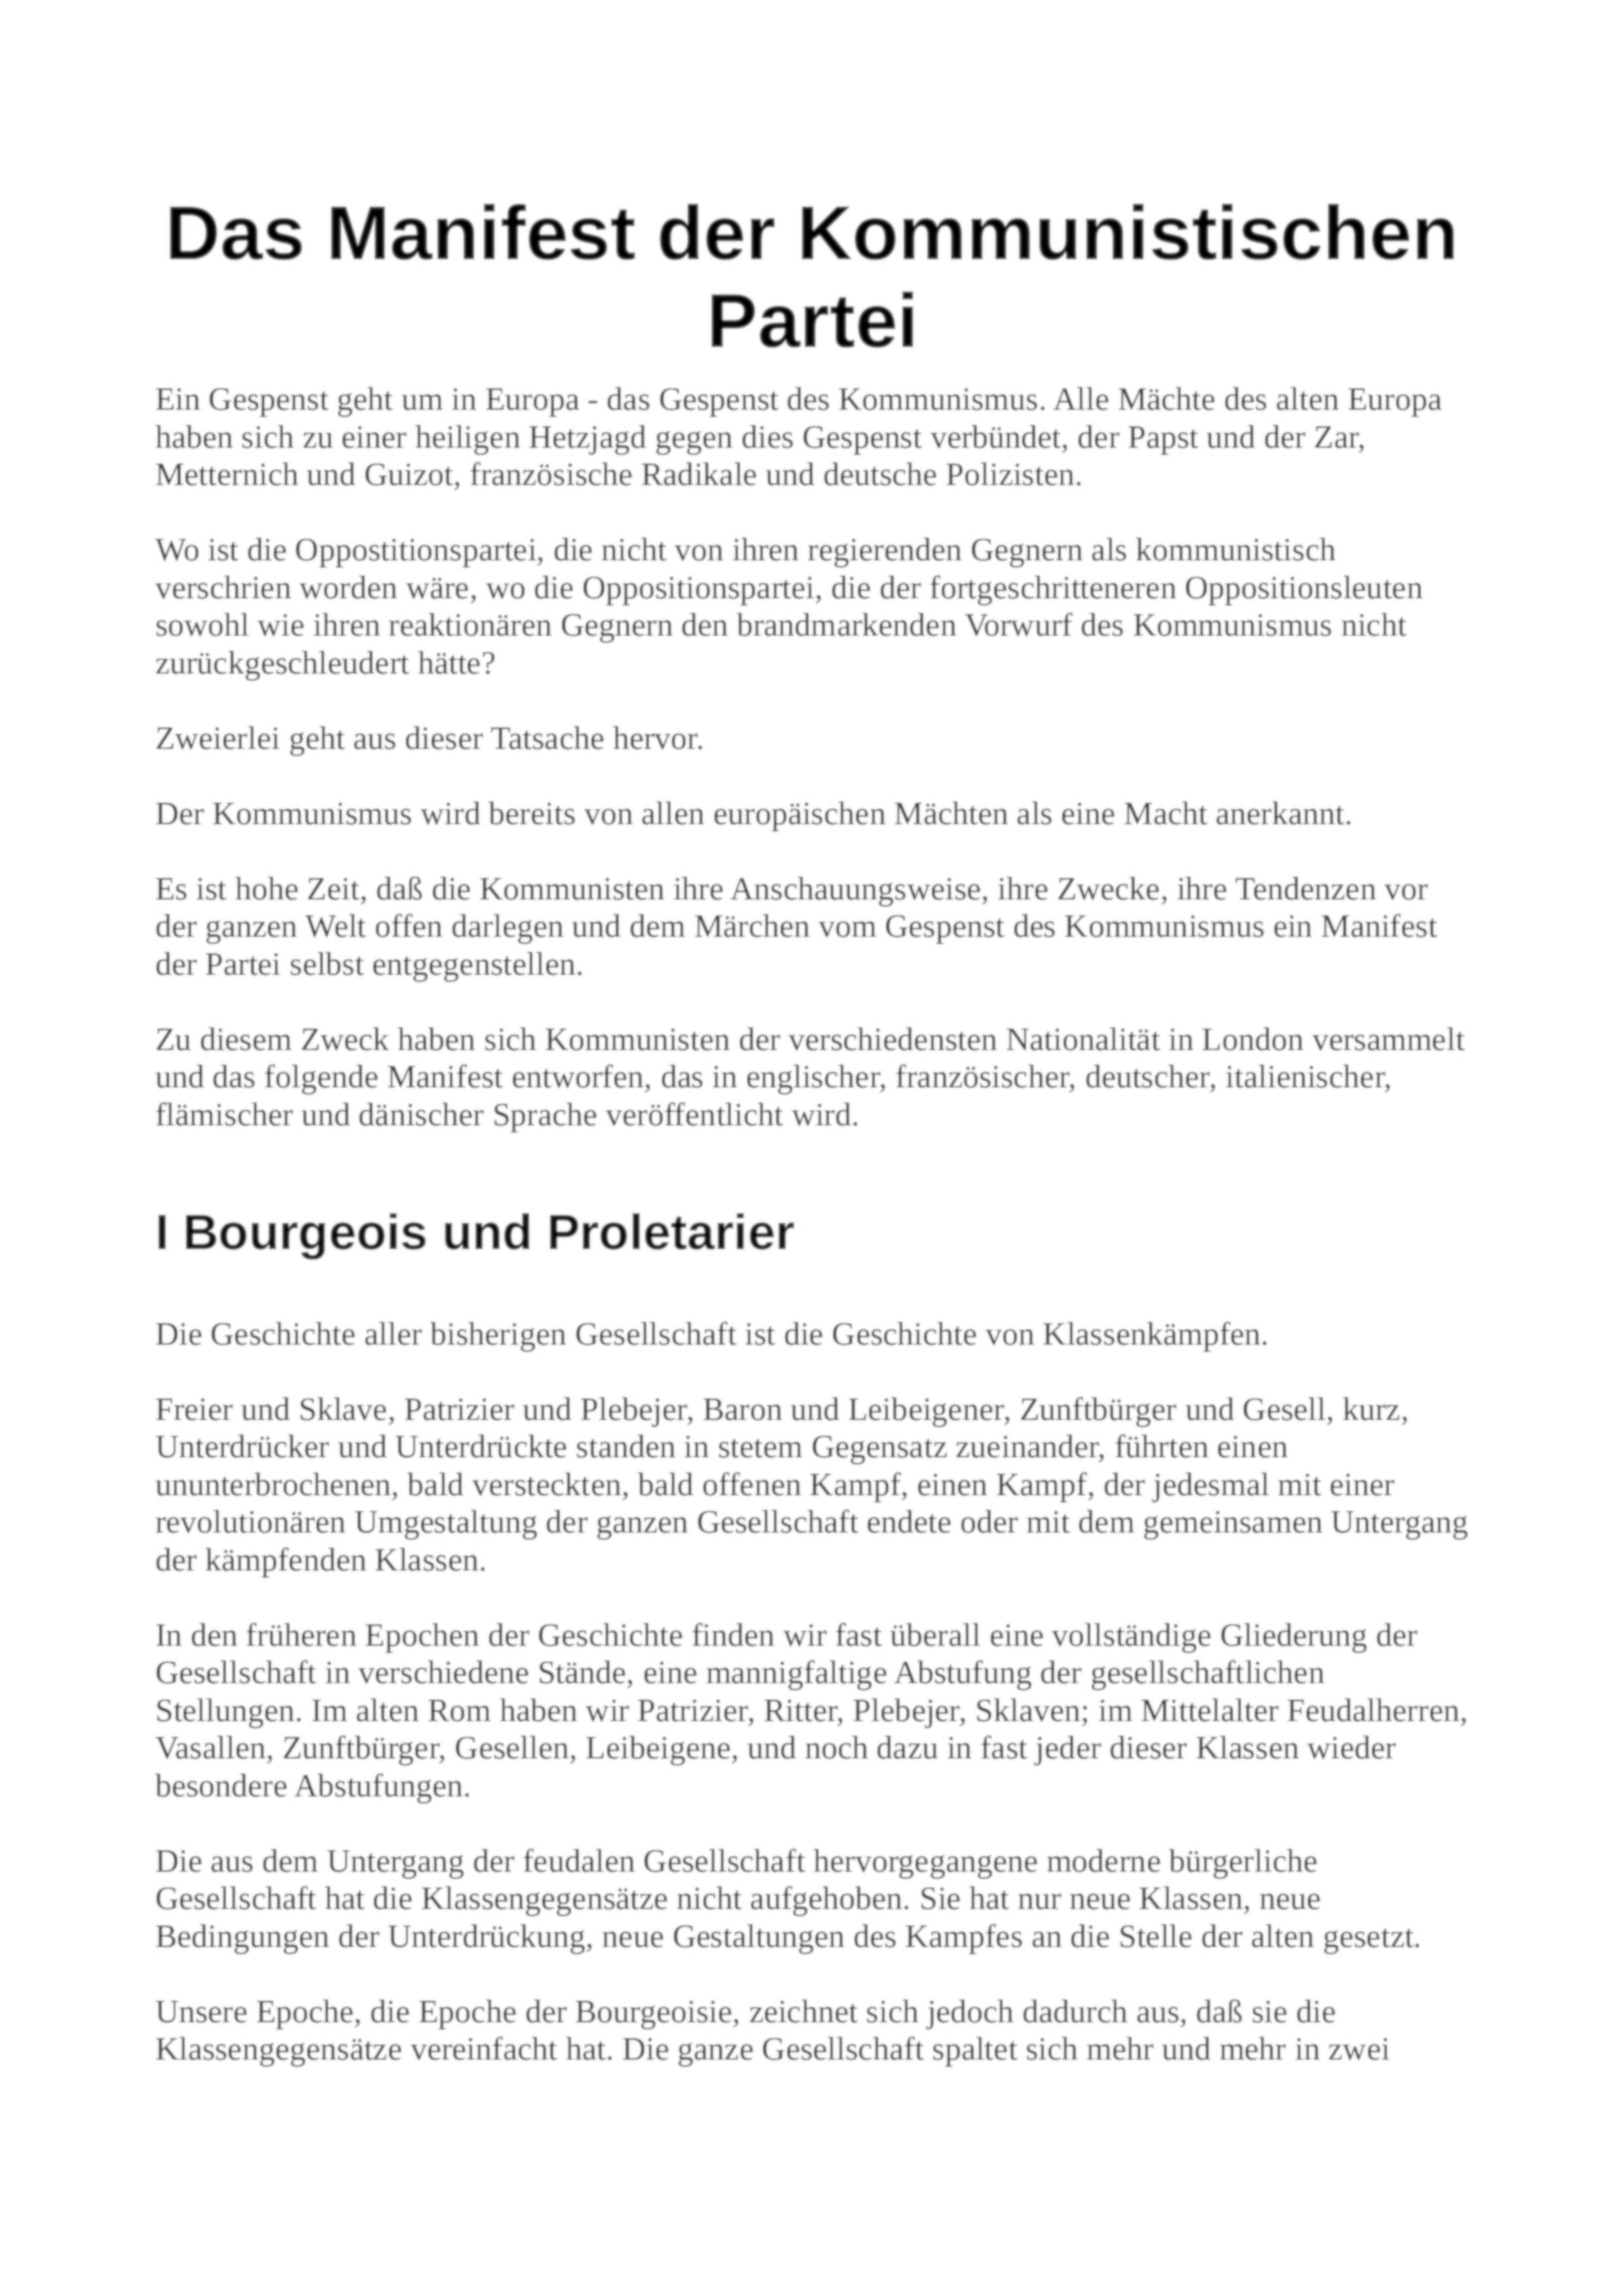 Das Manifest der Kommunistischen
Partei
Ein Gespenst geht um in Europa - das Gespenst des Kommunismus. Alle Mächte des alten Europa
haben sich zu einer heiligen Hetzjagd gegen dies Gespenst verbündet, der Papst und der Zar,
Metternich und Guizot, französische Radikale und deutsche Polizisten.
Wo ist die Oppostitionspartei, die nicht von ihren regierenden Gegnern als kommunistisch
verschrien worden wäre, wo die Oppositionspartei, die der fortgeschritteneren Oppositionsleuten
sowohl wie ihren reaktionären Gegnern den brandmarkenden Vorwurf des Kommunismus nicht
zurückgeschleudert hätte?
Zweierlei geht aus dieser Tatsache hervor.
Der Kommunismus wird bereits von allen europäischen Mächten als eine Macht anerkannt.
Es ist hohe Zeit, daß die Kommunisten ihre Anschauungsweise, ihre Zwecke, ihre Tendenzen vor
der ganzen Welt offen darlegen und dem Märchen vom Gespenst des Kommunismus ein Manifest
der Partei selbst entgegenstellen.
Zu diesem Zweck haben sich Kommunisten der verschiedensten Nationalität in London versammelt
und das folgende Manifest entworfen, das in englischer, französischer, deutscher, italienischer,
flämischer und dänischer Sprache veröffentlicht wird.
I Bourgeois und Proletarier
Die Geschichte aller bisherigen Gesellschaft ist die Geschichte von Klassenkämpfen.
Freier und Sklave, Patrizier und Plebejer, Baron und Leibeigener, Zunftbürger und Gesell, kurz,
Unterdrücker und Unterdrückte standen in stetem Gegensatz zueinander, führten einen
ununterbrochenen, bald versteckten, bald offenen Kampf, einen Kampf, der jedesmal mit einer
revolutionären Umgestaltung der ganzen Gesellschaft endete oder mit dem gemeinsamen Untergang
der kämpfenden Klassen.
In den früheren Epochen der Geschichte finden wir fast überall eine vollständige Gliederung der
Gesellschaft in verschiedene Stände, eine mannigfaltige Abstufung der gesellschaftlichen
Stellungen. Im alten Rom haben wir Patrizier, Ritter, Plebejer, Sklaven; im Mittelalter Feudalherren,
Vasallen, Zunftbürger, Gesellen, Leibeigene, und noch dazu in fast jeder dieser Klassen wieder
besondere Abstufungen.
Die aus dem Untergang der feudalen Gesellschaft hervorgegangene moderne bürgerliche
Gesellschaft hat die Klassengegensätze nicht aufgehoben. Sie hat nur neue Klassen, neue
Bedingungen der Unterdrückung, neue Gestaltungen des Kampfes an die Stelle der alten gesetzt.
Unsere Epoche, die Epoche der Bourgeoisie, zeichnet sich jedoch dadurch aus, daß sie die
Klassengegensätze vereinfacht hat. Die ganze Gesellschaft spaltet sich mehr und mehr in zwei